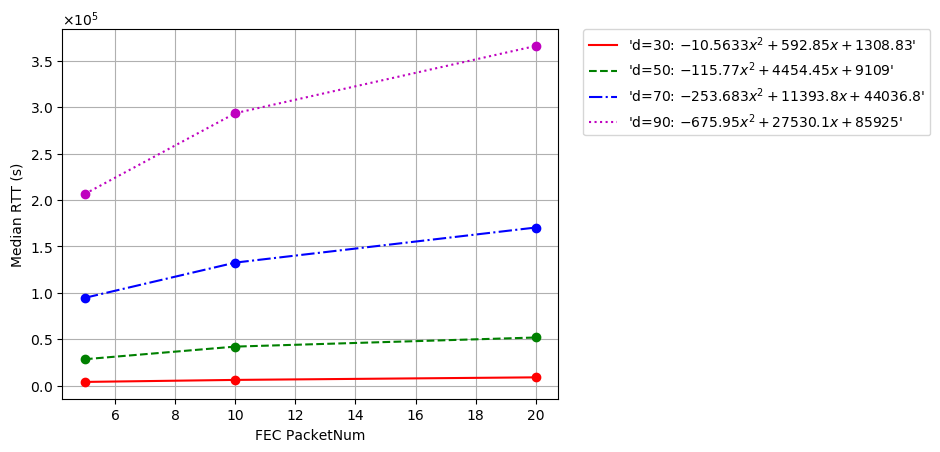 ×10⁵
3.5
3.0
2.5
2.0
1.5
1.0
0.5
0.0
Median RTT (s)
6 8 10 12 14 16 18 20
FEC PacketNum
'd=30: −10.5633x² + 592.85x + 1308.83'
'd=50: −115.77x² + 4454.45x + 9109'
'd=70: −253.683x² + 11393.8x + 44036.8'
'd=90: −675.95x² + 27530.1x + 85925'